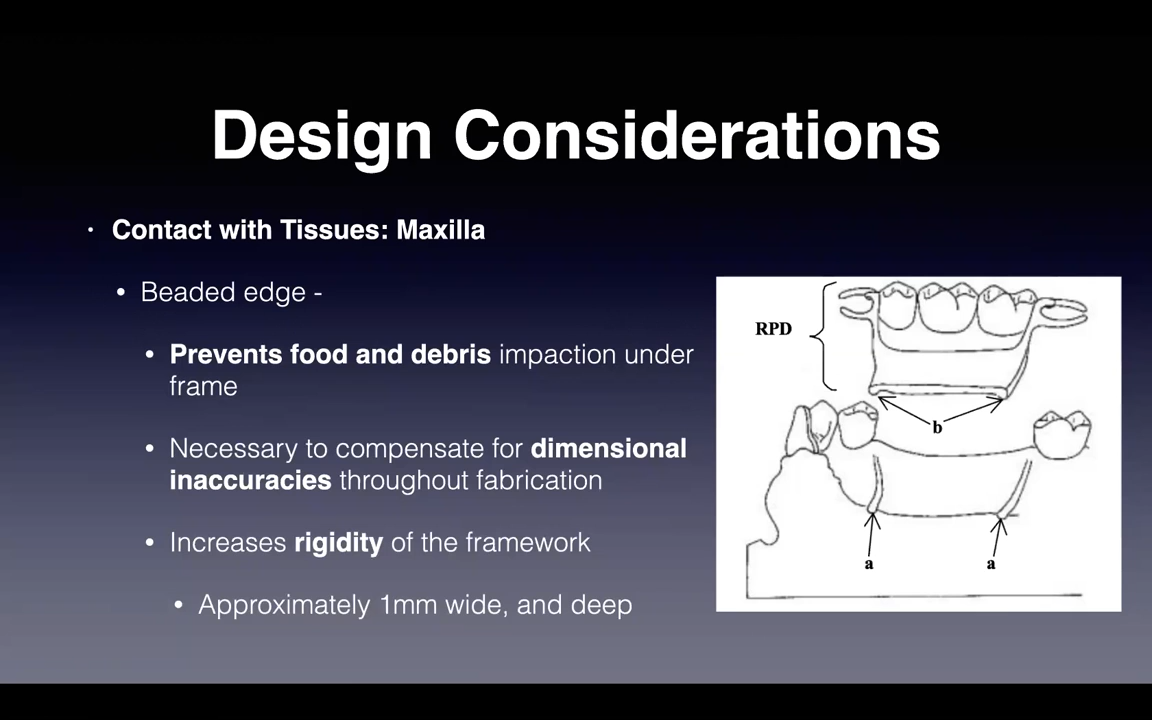 Design Considerations
• Contact with Tissues: Maxilla
• Beaded edge -
• Prevents food and debris impaction under
frame
• Necessary to compensate for dimensional
inaccuracies throughout fabrication
• Increases rigidity of the framework
• Approximately 1mm wide, and deep
RPD
b
a
a